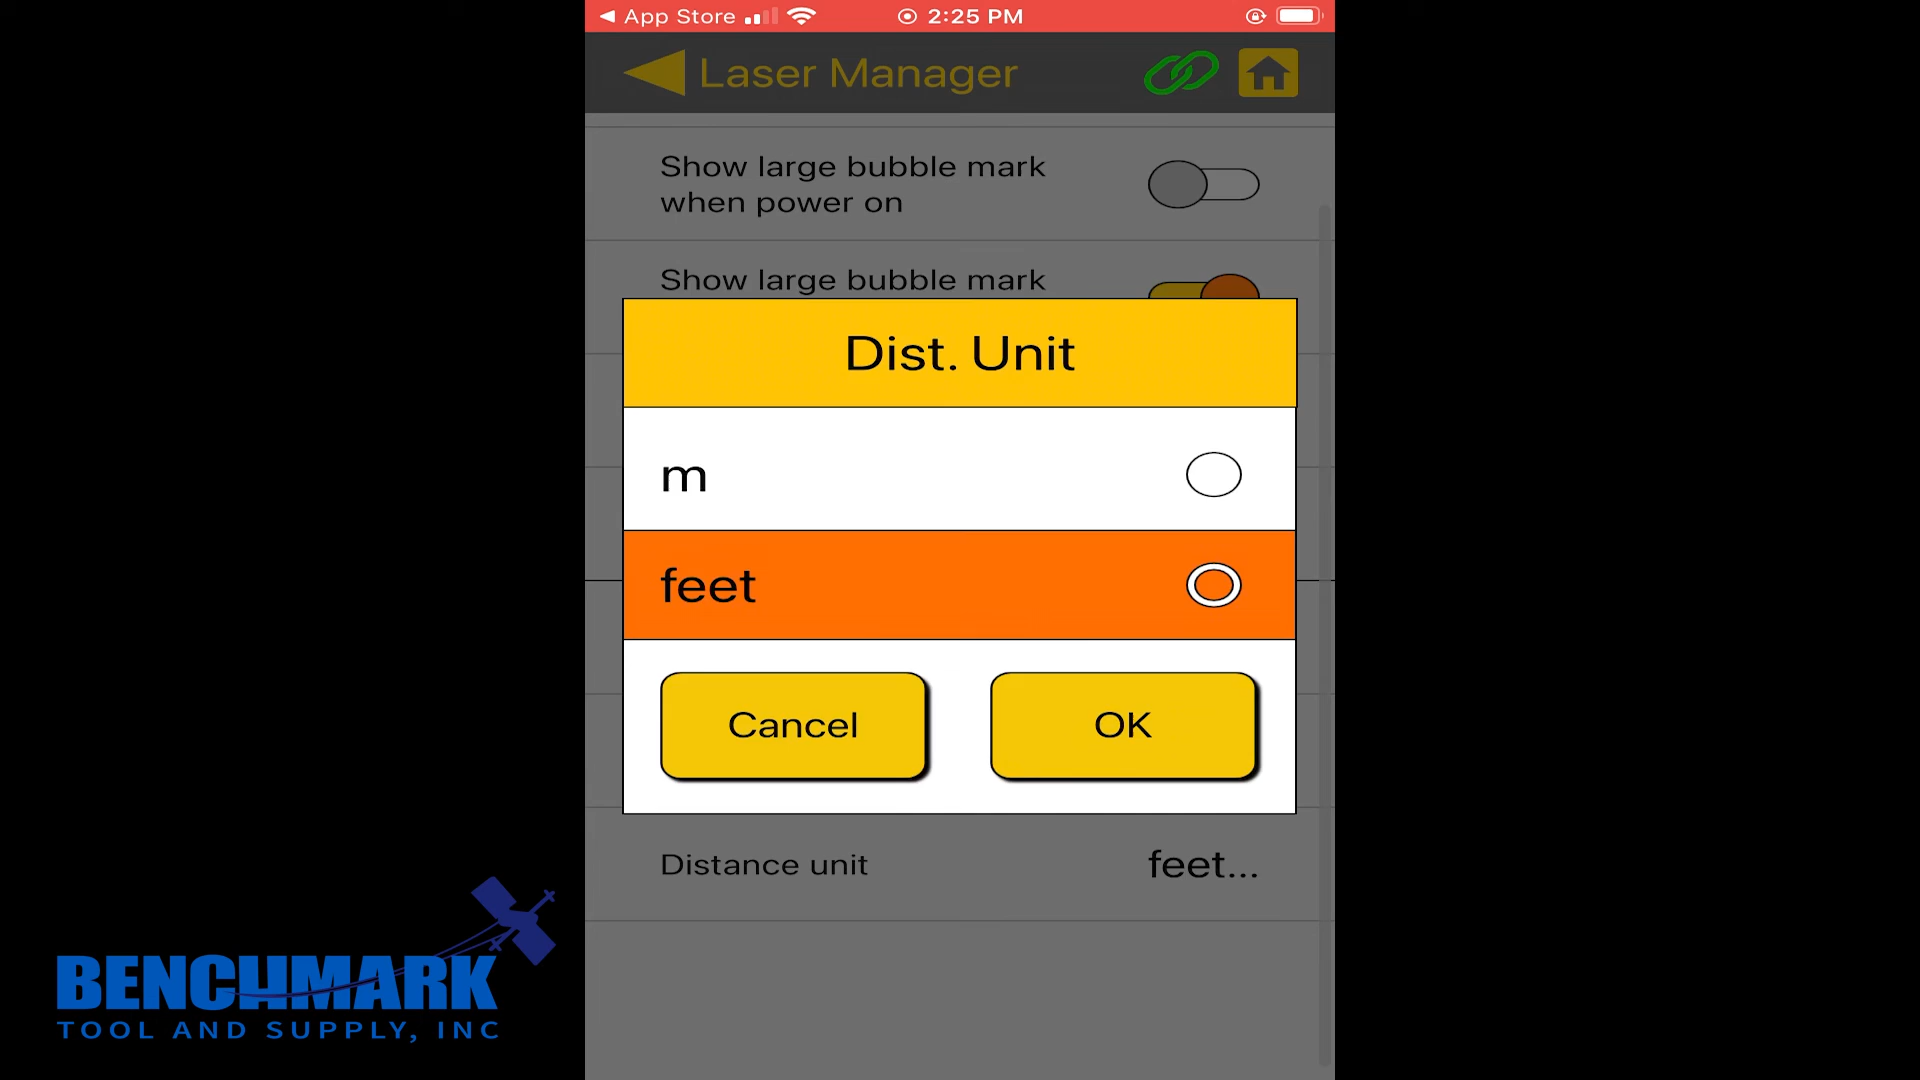 App Store
2:25 PM
Laser Manager
Show large bubble mark
when power on
Show large bubble mark
Dist. Unit
m
feet
Cancel
OK
Distance unit
feet...
BENCHMARK
TOOL AND SUPPLY, INC